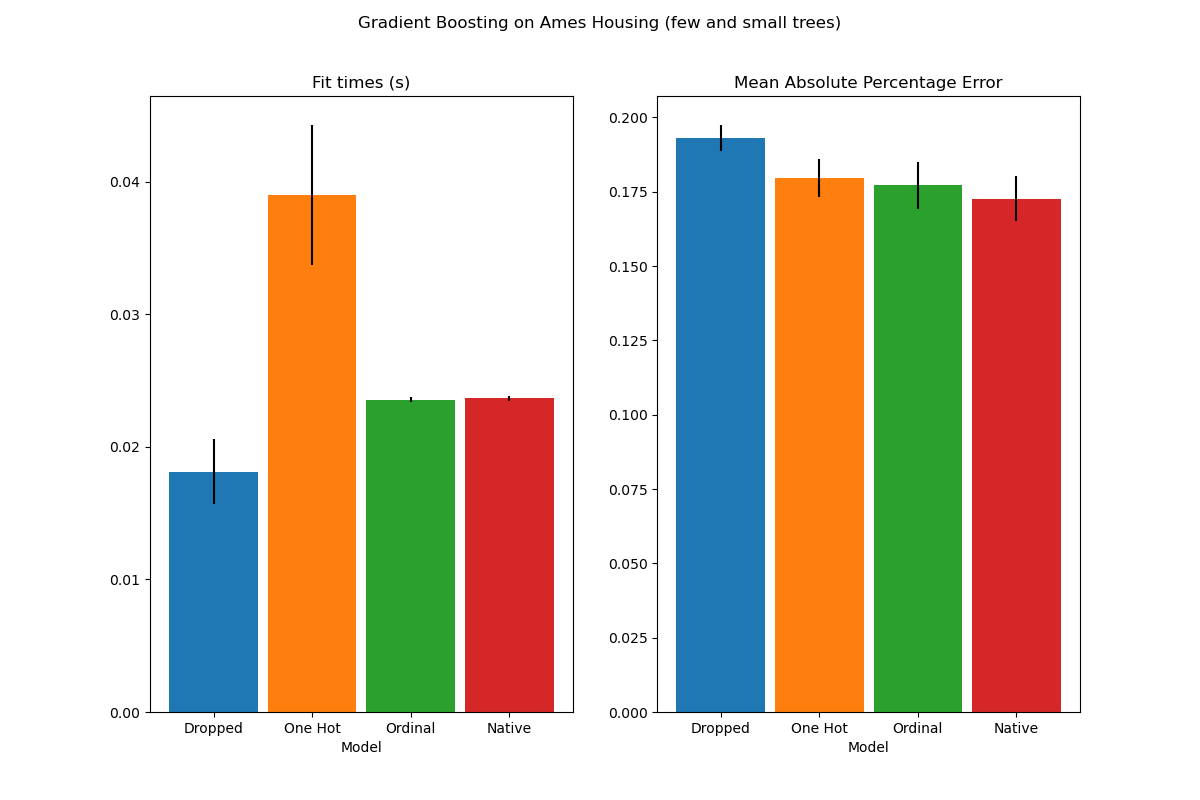 Gradient Boosting on Ames Housing (few and small trees)
Fit times (s)
0.04
0.03
0.02
0.01
0.00
Dropped One Hot Ordinal Native
Model
Mean Absolute Percentage Error
0.200
0.175
0.150
0.125
0.100
0.075
0.050
0.025
0.000
Dropped One Hot Ordinal Native
Model